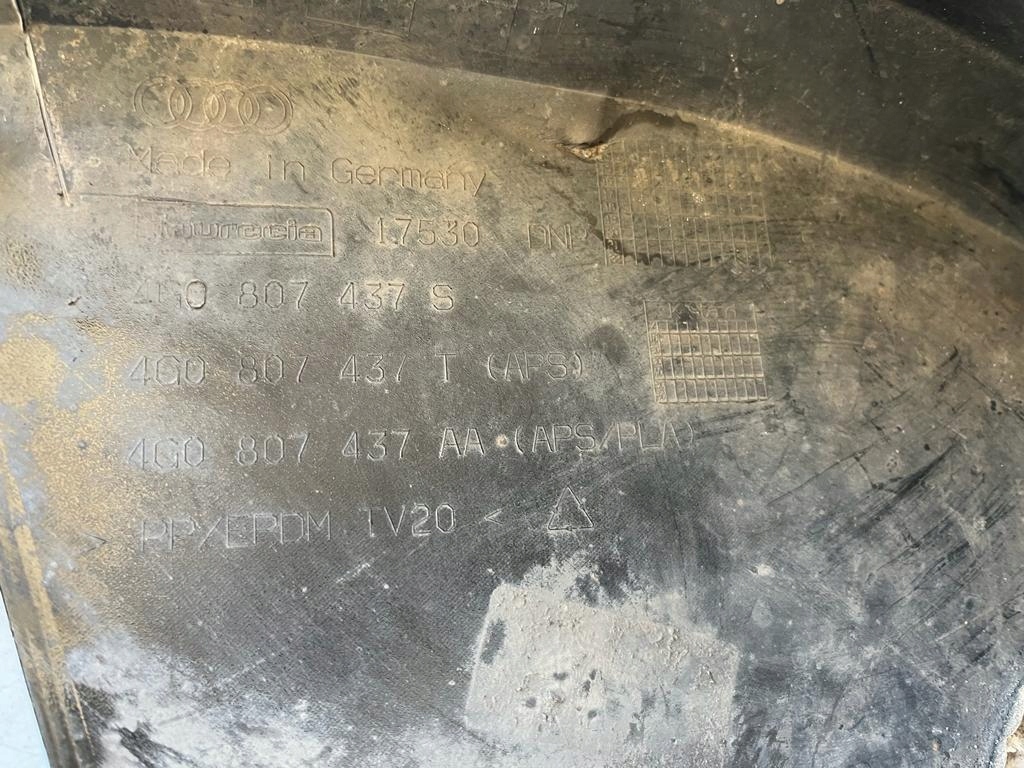 Made in Germany
faurecia 17530
4G0 807 437 S
4G0 807 437 T (APS)
4G0 807 437 AA (APS/PLA)
> PP/EPDM TV20 <